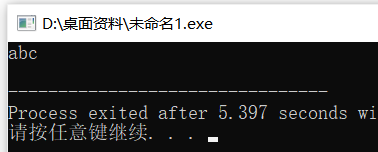 D:\桌面资料\未命名1.exe
abc
--------------------------------
Process exited after 5.397 seconds wi
请按任意键继续. . .